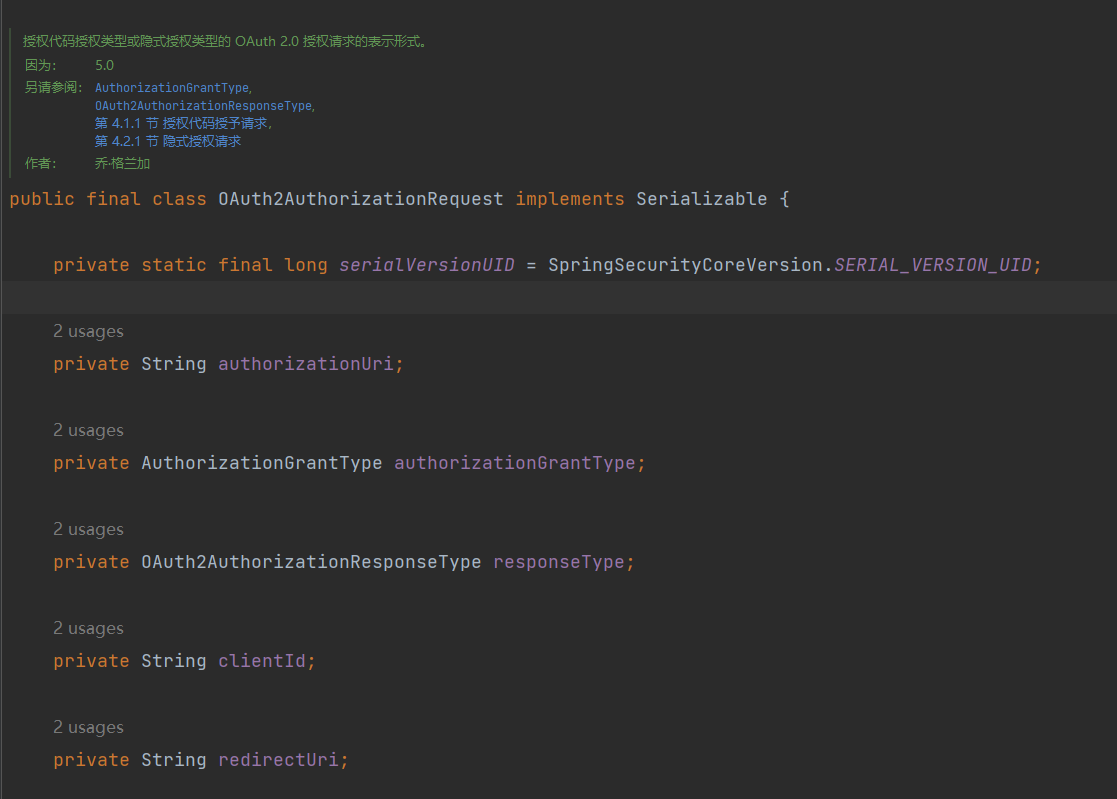 授权代码授权类型或隐式授权类型的 OAuth 2.0 授权请求的表示形式。
因为： 5.0
另请参阅： AuthorizationGrantType,
OAuth2AuthorizationResponseType,
第 4.1.1 节 授权代码授予请求,
第 4.2.1 节 隐式授权请求
作者： 乔·格兰加
public final class OAuth2AuthorizationRequest implements Serializable {
private static final long serialVersionUID = SpringSecurityCoreVersion.SERIAL_VERSION_UID;
2 usages
private String authorizationUri;
2 usages
private AuthorizationGrantType authorizationGrantType;
2 usages
private OAuth2AuthorizationResponseType responseType;
2 usages
private String clientId;
2 usages
private String redirectUri;